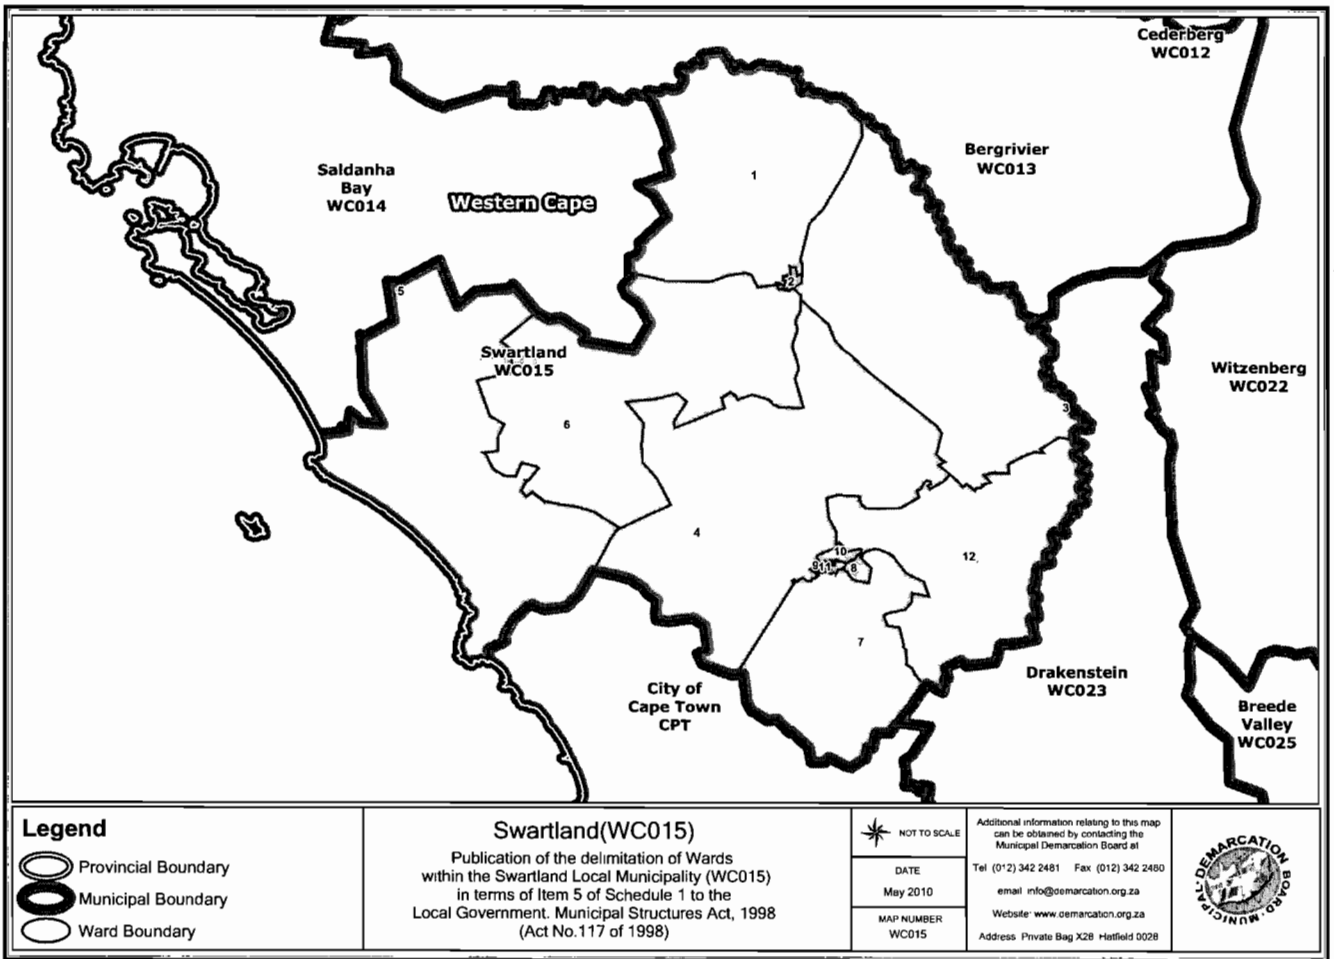 Cederberg
WC012
Bergrivier
WC013
Saldanha
Bay
WC014
Western Cape
1
2
5
Swartland
WC015
Witzenberg
WC022
3
6
4
10
9
11
8
12
7
Drakenstein
WC023
City of
Cape Town
CPT
Breede
Valley
WC025
Legend
Provincial Boundary
Municipal Boundary
Ward Boundary
Swartland(WC015)
Publication of the delimitation of Wards
within the Swartland Local Municipality (WC015)
in terms of Item 5 of Schedule 1 to the
Local Government. Municipal Structures Act, 1998
(Act No.117 of 1998)
NOT TO SCALE
DATE
May 2010
MAP NUMBER
WC015
Additional information relating to this map
can be obtained by contacting the
Municipal Demarcation Board at
Tel (012) 342 2481 Fax (012) 342 2480
email info@demarcation.org.za
Website: www.demarcation.org.za
Address Private Bag X28 Hatfield 0028
MUNICIPAL DEMARCATION BOARD